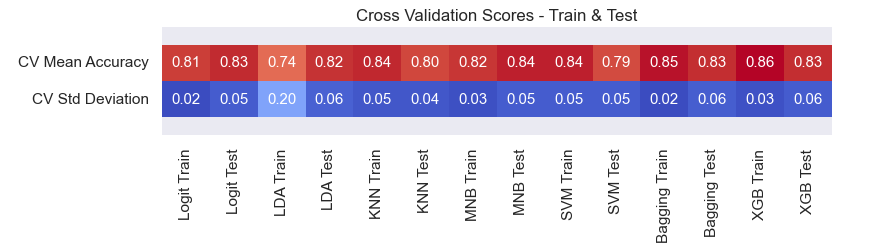 Cross Validation Scores - Train & Test
CV Mean Accuracy 0.81 0.83 0.74 0.82 0.84 0.80 0.82 0.84 0.84 0.79 0.85 0.83 0.86 0.83
CV Std Deviation 0.02 0.05 0.20 0.06 0.05 0.04 0.03 0.05 0.05 0.05 0.02 0.06 0.03 0.06
Logit Train
Logit Test
LDA Train
LDA Test
KNN Train
KNN Test
MNB Train
MNB Test
SVM Train
SVM Test
Bagging Train
Bagging Test
XGB Train
XGB Test